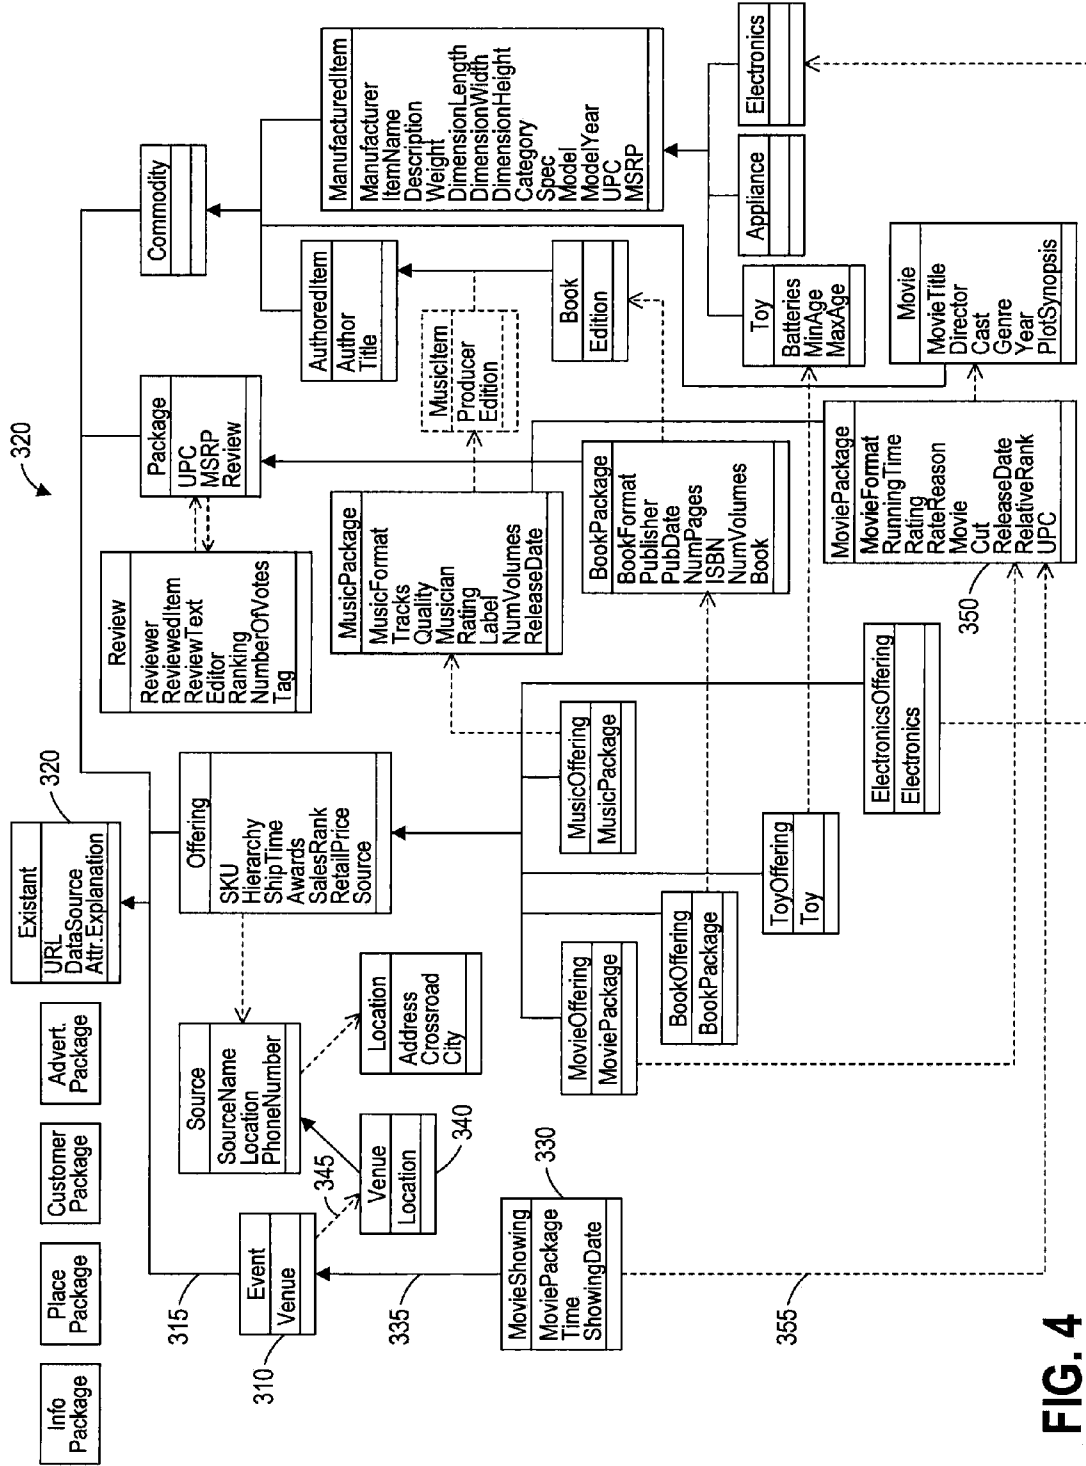 320
Info
Package
Place
Package
Customer
Package
Advert.
Package
Existant
URL
DataSource
Attr.Explanation
320
315
Event
Venue
310
345
335
Source
SourceName
Location
PhoneNumber
Venue
Location
340
Location
Address
Crossroad
City
Offering
SKU
Hierarchy
ShipTime
Awards
SalesRank
RetailPrice
Source
Review
Reviewer
ReviewedItem
ReviewText
Editor
Ranking
NumberOfVotes
Tag
Package
UPC
MSRP
Review
Commodity
AuthoredItem
Author
Title
ManufacturedItem
Manufacturer
ItemName
Description
Weight
DimensionLength
DimensionWidth
DimensionHeight
Category
Spec
Model
ModelYear
UPC
MSRP
MusicItem
Producer
Edition
Book
Edition
MusicPackage
MusicFormat
Tracks
Quality
Musician
Rating
Label
NumVolumes
ReleaseDate
BookPackage
BookFormat
Publisher
PubDate
NumPages
ISBN
NumVolumes
Book
MovieShowing
MoviePackage
Time
ShowingDate
330
355
MovieOffering
MoviePackage
BookOffering
BookPackage
MusicOffering
MusicPackage
ToyOffering
Toy
ElectronicsOffering
Electronics
Toy
Batteries
MinAge
MaxAge
Appliance
Electronics
MoviePackage
MovieFormat
RunningTime
Rating
RateReason
Movie
Cut
ReleaseDate
RelativeRank
UPC
350
Movie
MovieTitle
Director
Cast
Genre
Year
PlotSynopsis
FIG. 4